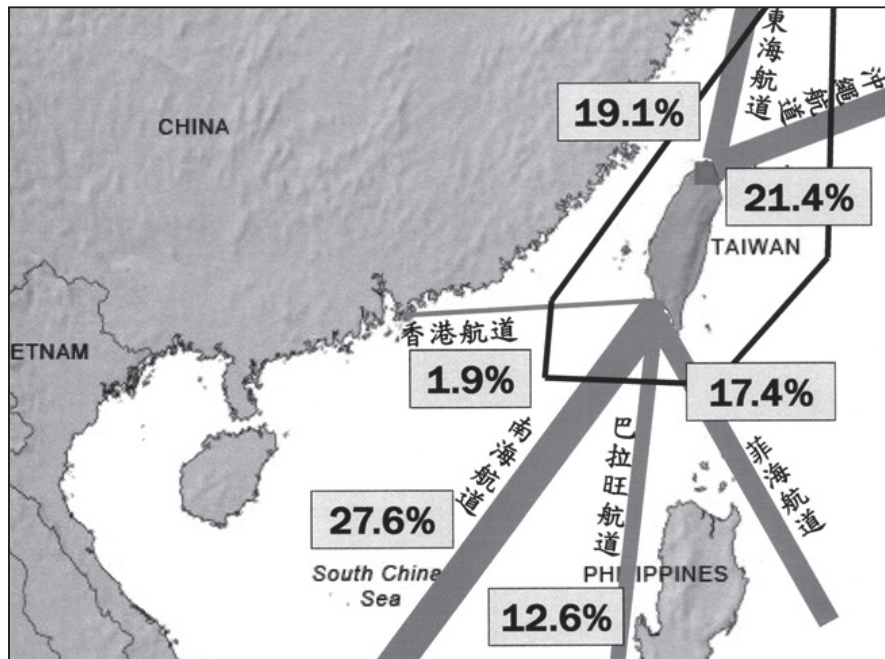 東海航道
沖繩航道
19.1%
CHINA
21.4%
TAIWAN
香港航道
ETNAM
1.9%
17.4%
南海航道
巴拉旺航道
菲海航道
27.6%
South China
Sea
PHILIPPINES
12.6%